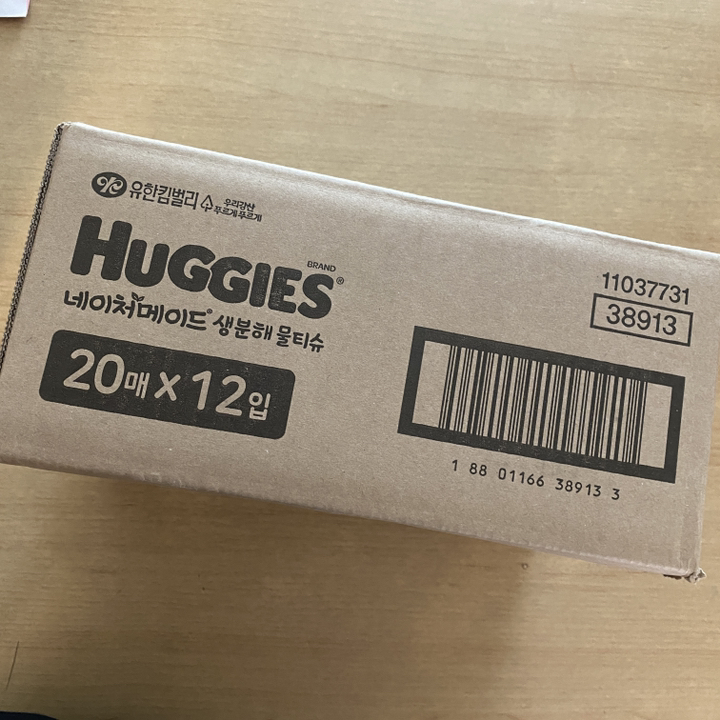 유한킴벌리 우리강산
푸르게 푸르게
HUGGIES® BRAND
네이처메이드® 생분해 물티슈
20매 x 12입
11037731
38913
1 88 01166 38913 3